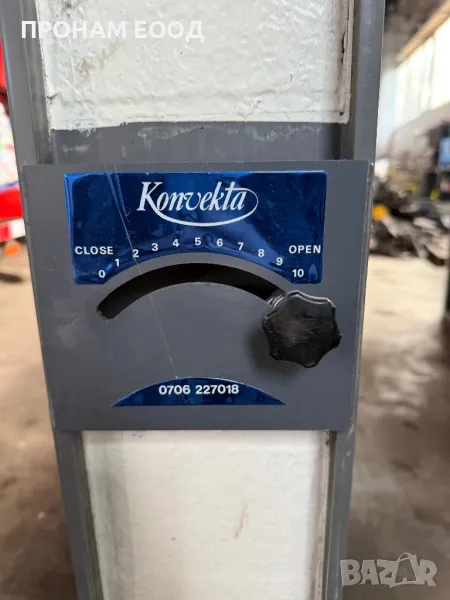 ПРОНАМ ЕООД
Konvekta
CLOSE OPEN
0 1 2 3 4 5 6 7 8 9 10
0706 227018
BAZAR